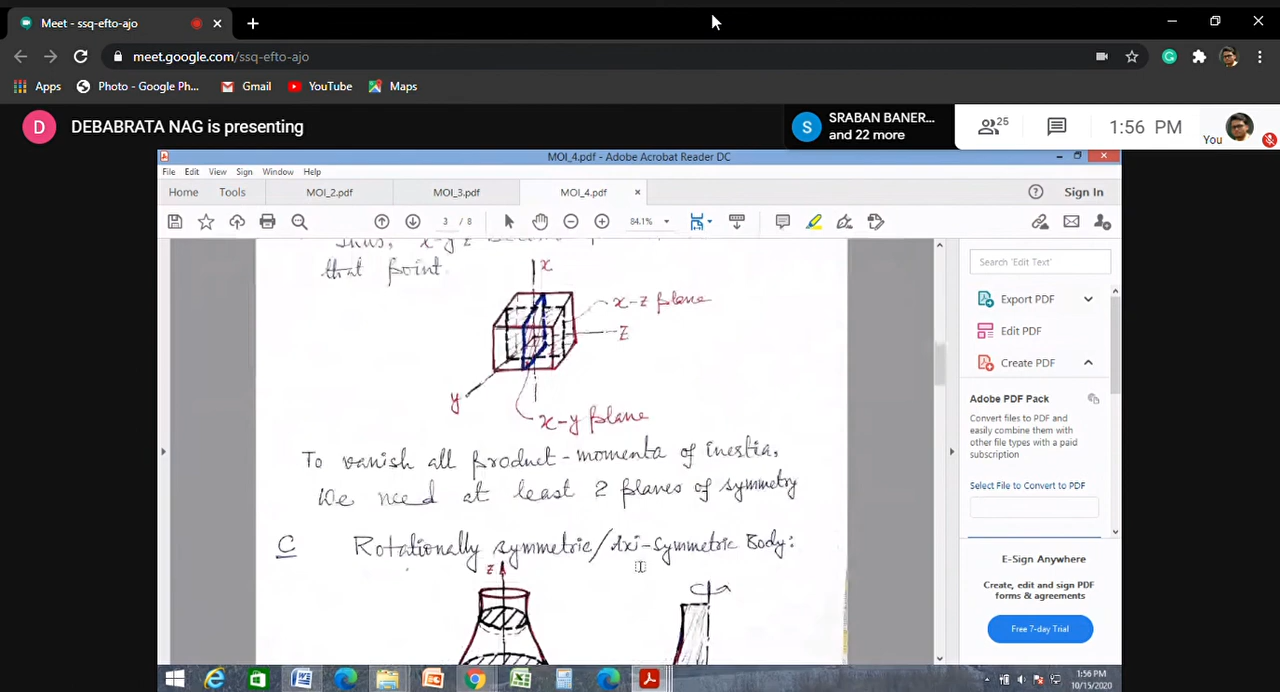 Meet - ssq-efto-ajo
meet.google.com/ssq-efto-ajo
Apps Photo - Google Ph... Gmail YouTube Maps
D DEBABRATA NAG is presenting
S SRABAN BANER...
and 22 more
25
1:56 PM
You
MOI_4.pdf - Adobe Acrobat Reader DC
File Edit View Sign Window Help
Home Tools MOI_2.pdf MOI_3.pdf MOI_4.pdf Sign In
3 / 8 84.1%
that point
x
x-z plane
z
y
x-y plane
To vanish all product-momenta of inertia,
We need at least 2 planes of symmetry
C Rotationally symmetric/Axi-Symmetric Body:
z
Search 'Edit Text'
Export PDF
Edit PDF
Create PDF
Adobe PDF Pack
Convert files to PDF and
easily combine them with
other file types with a paid
subscription
Select File to Convert to PDF
E-Sign Anywhere
Create, edit and sign PDF
forms & agreements
Free 7-day Trial
1:56 PM
10/15/2020